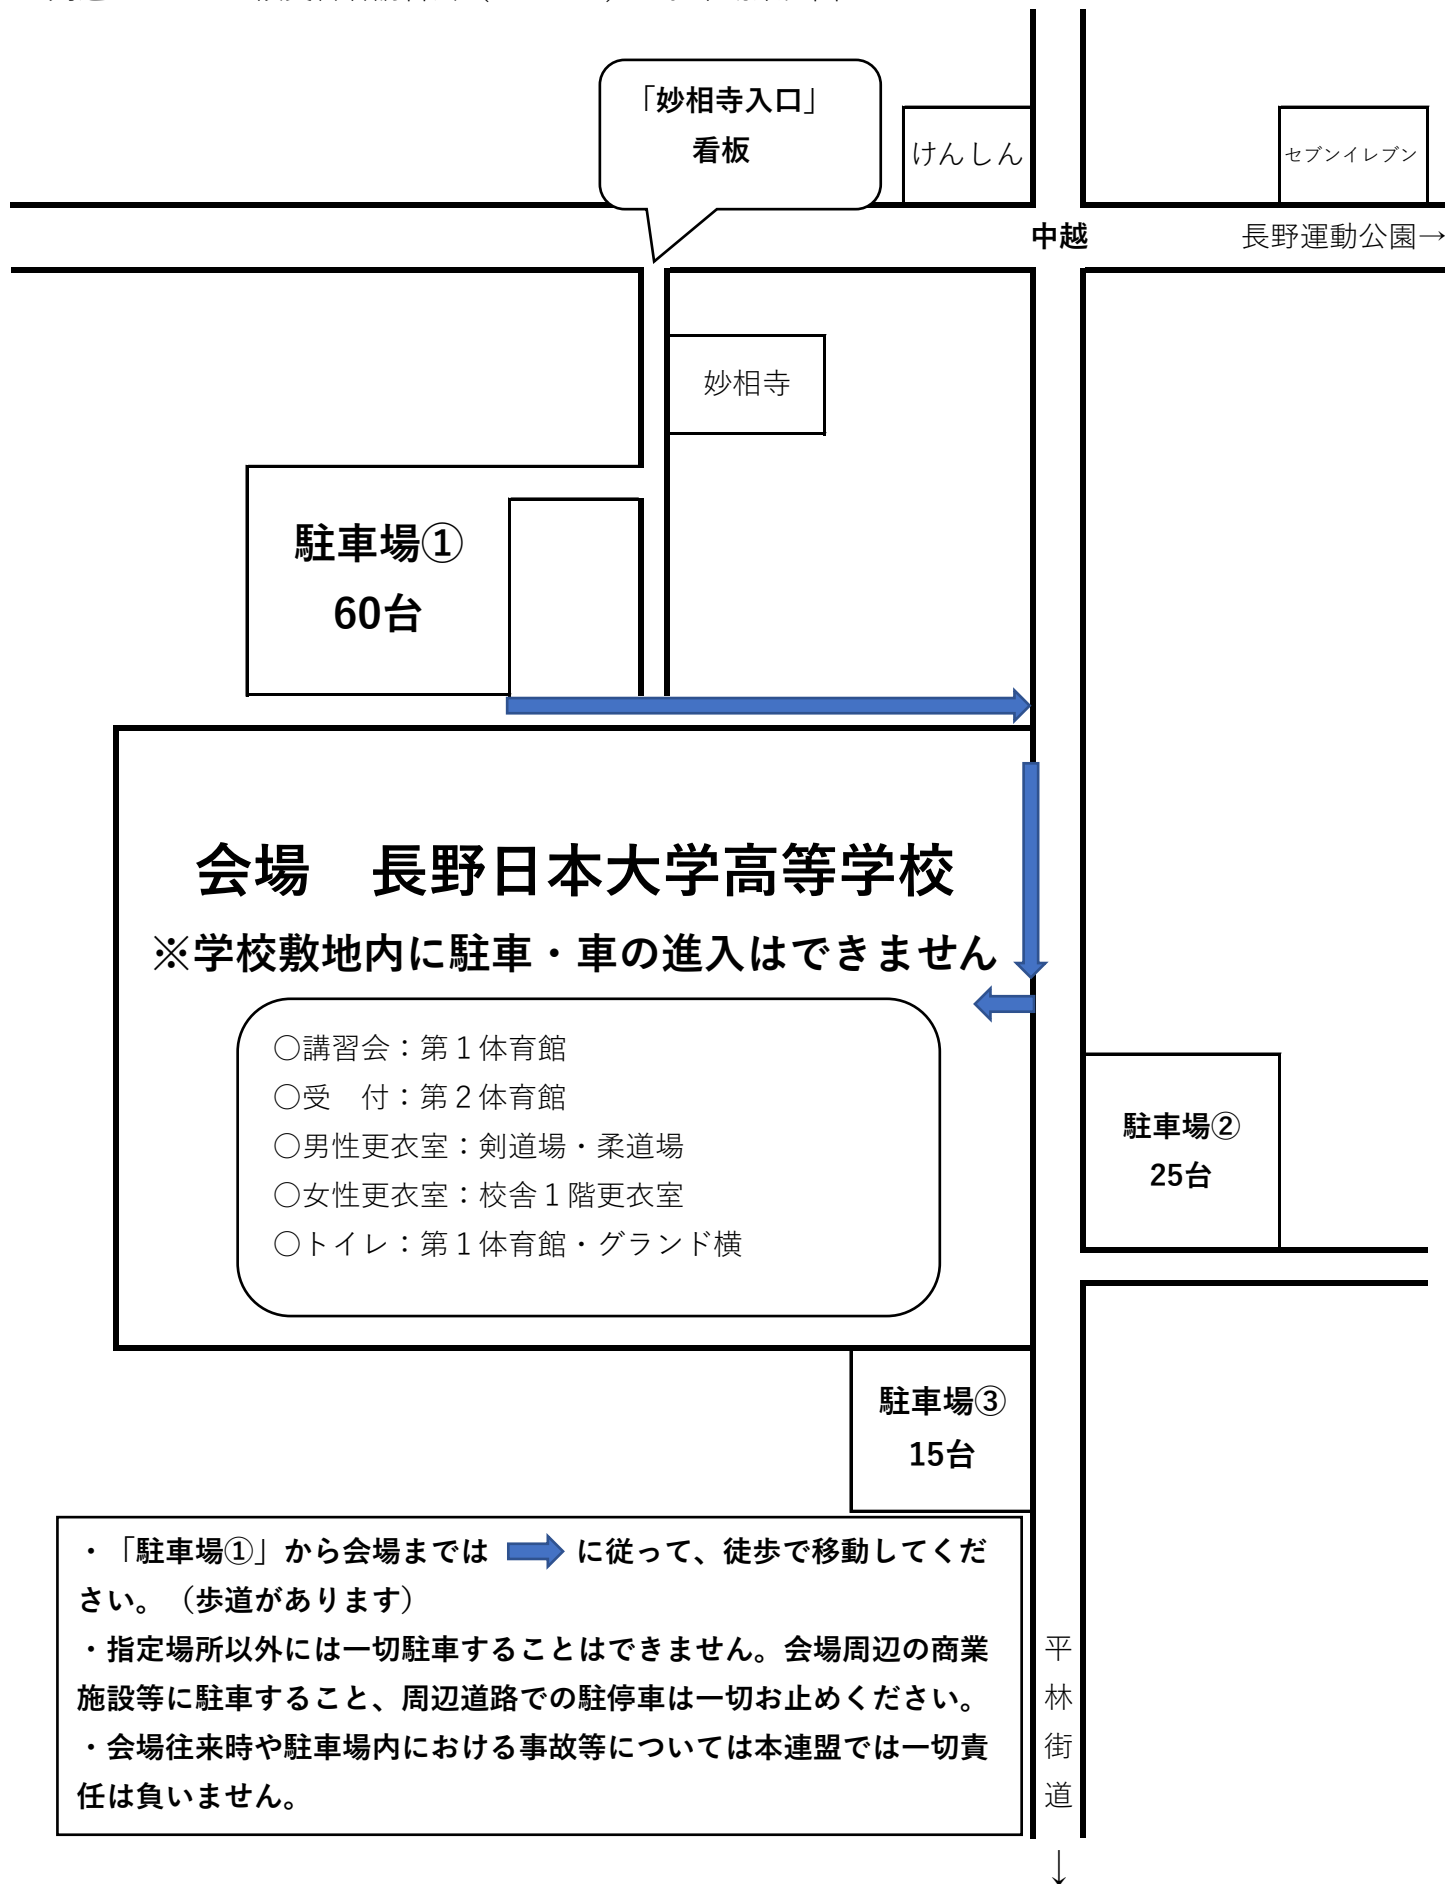 「妙相寺入口」
看板
けんしん
セブンイレブン
中越
長野運動公園→
妙相寺
駐車場①
60台
会場　長野日本大学高等学校
※学校敷地内に駐車・車の進入はできません
○講習会：第１体育館
○受　付：第２体育館
○男性更衣室：剣道場・柔道場
○女性更衣室：校舎１階更衣室
○トイレ：第１体育館・グランド横
駐車場②
25台
駐車場③
15台
・「駐車場①」から会場までは　に従って、徒歩で移動してくだ
さい。（歩道があります）
・指定場所以外には一切駐車することはできません。会場周辺の商業
施設等に駐車すること、周辺道路での駐停車は一切お止めください。
・会場往来時や駐車場内における事故等については本連盟では一切責
任は負いません。
平林街道
↓